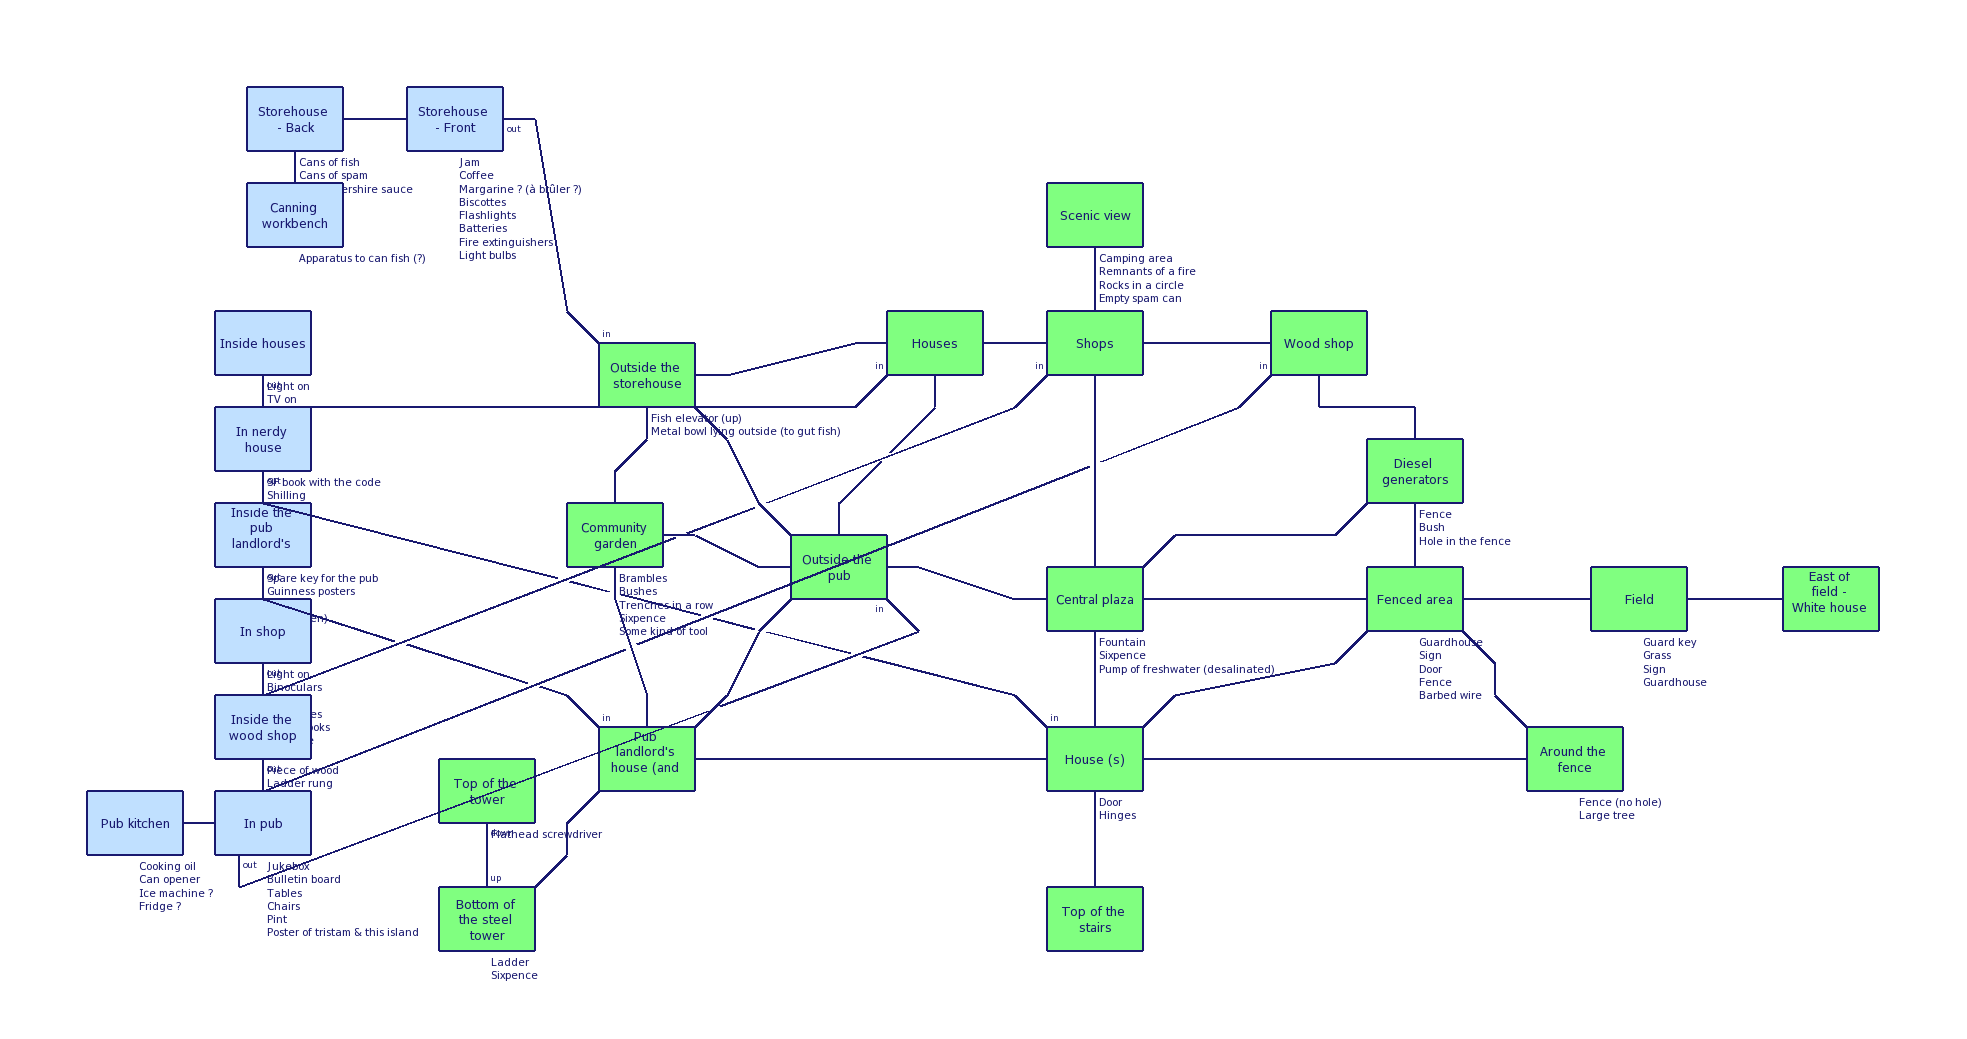 Storehouse
- Back
Storehouse
- Front
out
Cans of fish
Cans of spam
ershire sauce
Jam
Coffee
Margarine ? (à brûler ?)
Biscottes
Flashlights
Batteries
Fire extinguishers
Light bulbs
Canning
workbench
Apparatus to can fish (?)
Scenic view
Camping area
Remnants of a fire
Rocks in a circle
Empty spam can
Inside houses
in
Outside the
storehouse
Houses
in
Shops
in
Wood shop
in
out
Light on
TV on
Fish elevator (up)
Metal bowl lying outside (to gut fish)
In nerdy
house
Diesel
generators
out
SF book with the code
Shilling
Fence
Bush
Hole in the fence
Inside the
pub
landlord's
Community
garden
Outside the
pub
in
out
Spare key for the pub
Guinness posters
en)
Brambles
Bushes
Trenches in a row
Sixpence
Some kind of tool
Central plaza
Fenced area
Field
East of
field -
White house
In shop
Fountain
Sixpence
Pump of freshwater (desalinated)
Guardhouse
Sign
Door
Fence
Barbed wire
Guard key
Grass
Sign
Guardhouse
out
Light on
Binoculars
es
ooks
Inside the
wood shop
in
Pub
landlord's
house (and
in
House (s)
Around the
fence
out
Piece of wood
Ladder rung
Top of the
tower
Door
Hinges
Fence (no hole)
Large tree
Pub kitchen
In pub
down
Flathead screwdriver
Cooking oil
Can opener
Ice machine ?
Fridge ?
out
Jukebox
Bulletin board
Tables
Chairs
Pint
Poster of tristam & this island
up
Bottom of
the steel
tower
Top of the
stairs
Ladder
Sixpence